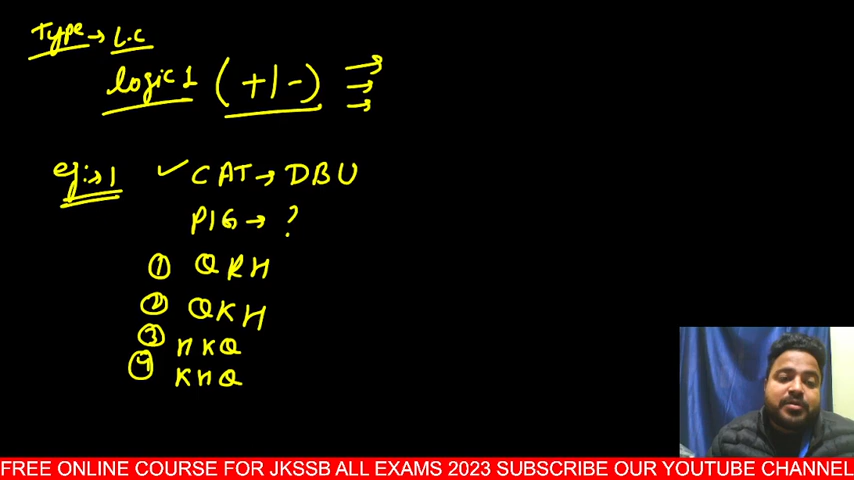 Type → L.C
logic 1 (+|-) →
→
→
eg:→1 ✓ CAT → DBU
PIG → ?
① QRH
② QKH
③ HKQ
④ KHQ
FREE ONLINE COURSE FOR JKSSB ALL EXAMS 2023 SUBSCRIBE OUR YOUTUBE CHANNEL